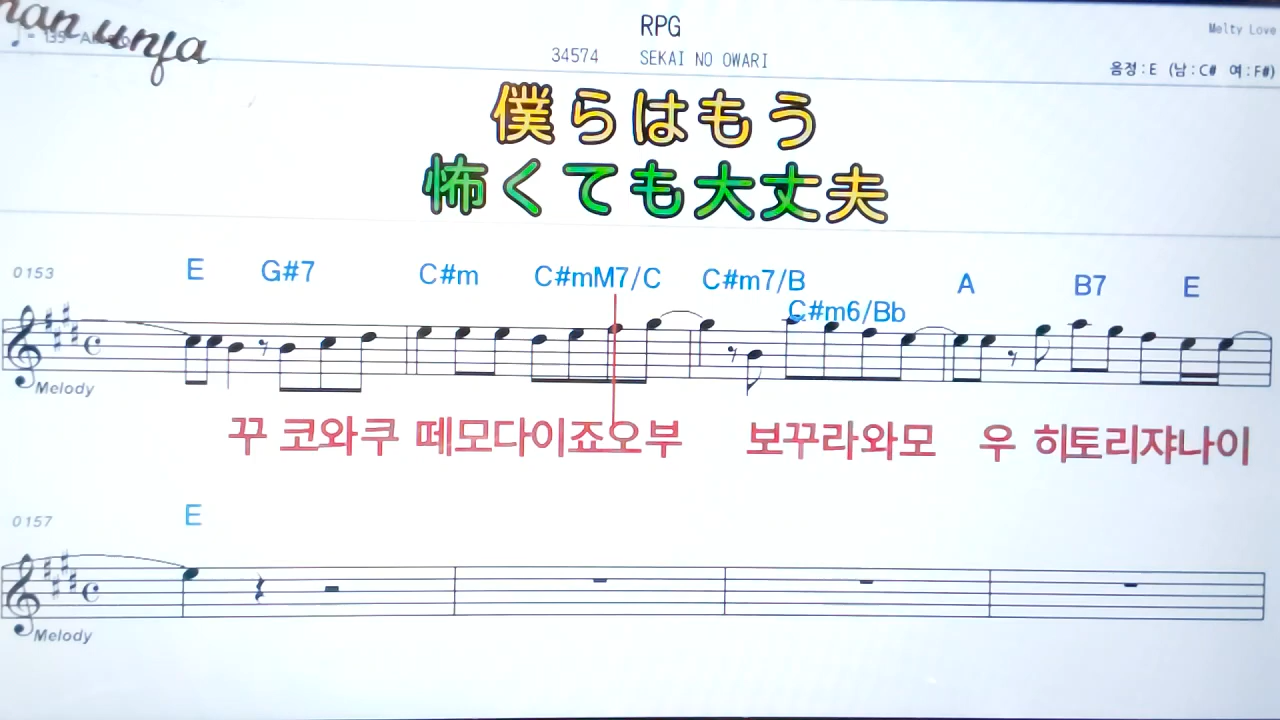 RPG
Melty Love
34574 SEKAI NO OWARI
음정:E (남:C# 여:F#)
僕らはもう
怖くても大丈夫
0153
E G#7 C#m C#mM7/C C#m7/B C#m6/Bb A B7 E
Melody
꾸 코와쿠 떼모다이죠오부 보꾸라와모 우 히토리쟈나이
0157
E
Melody